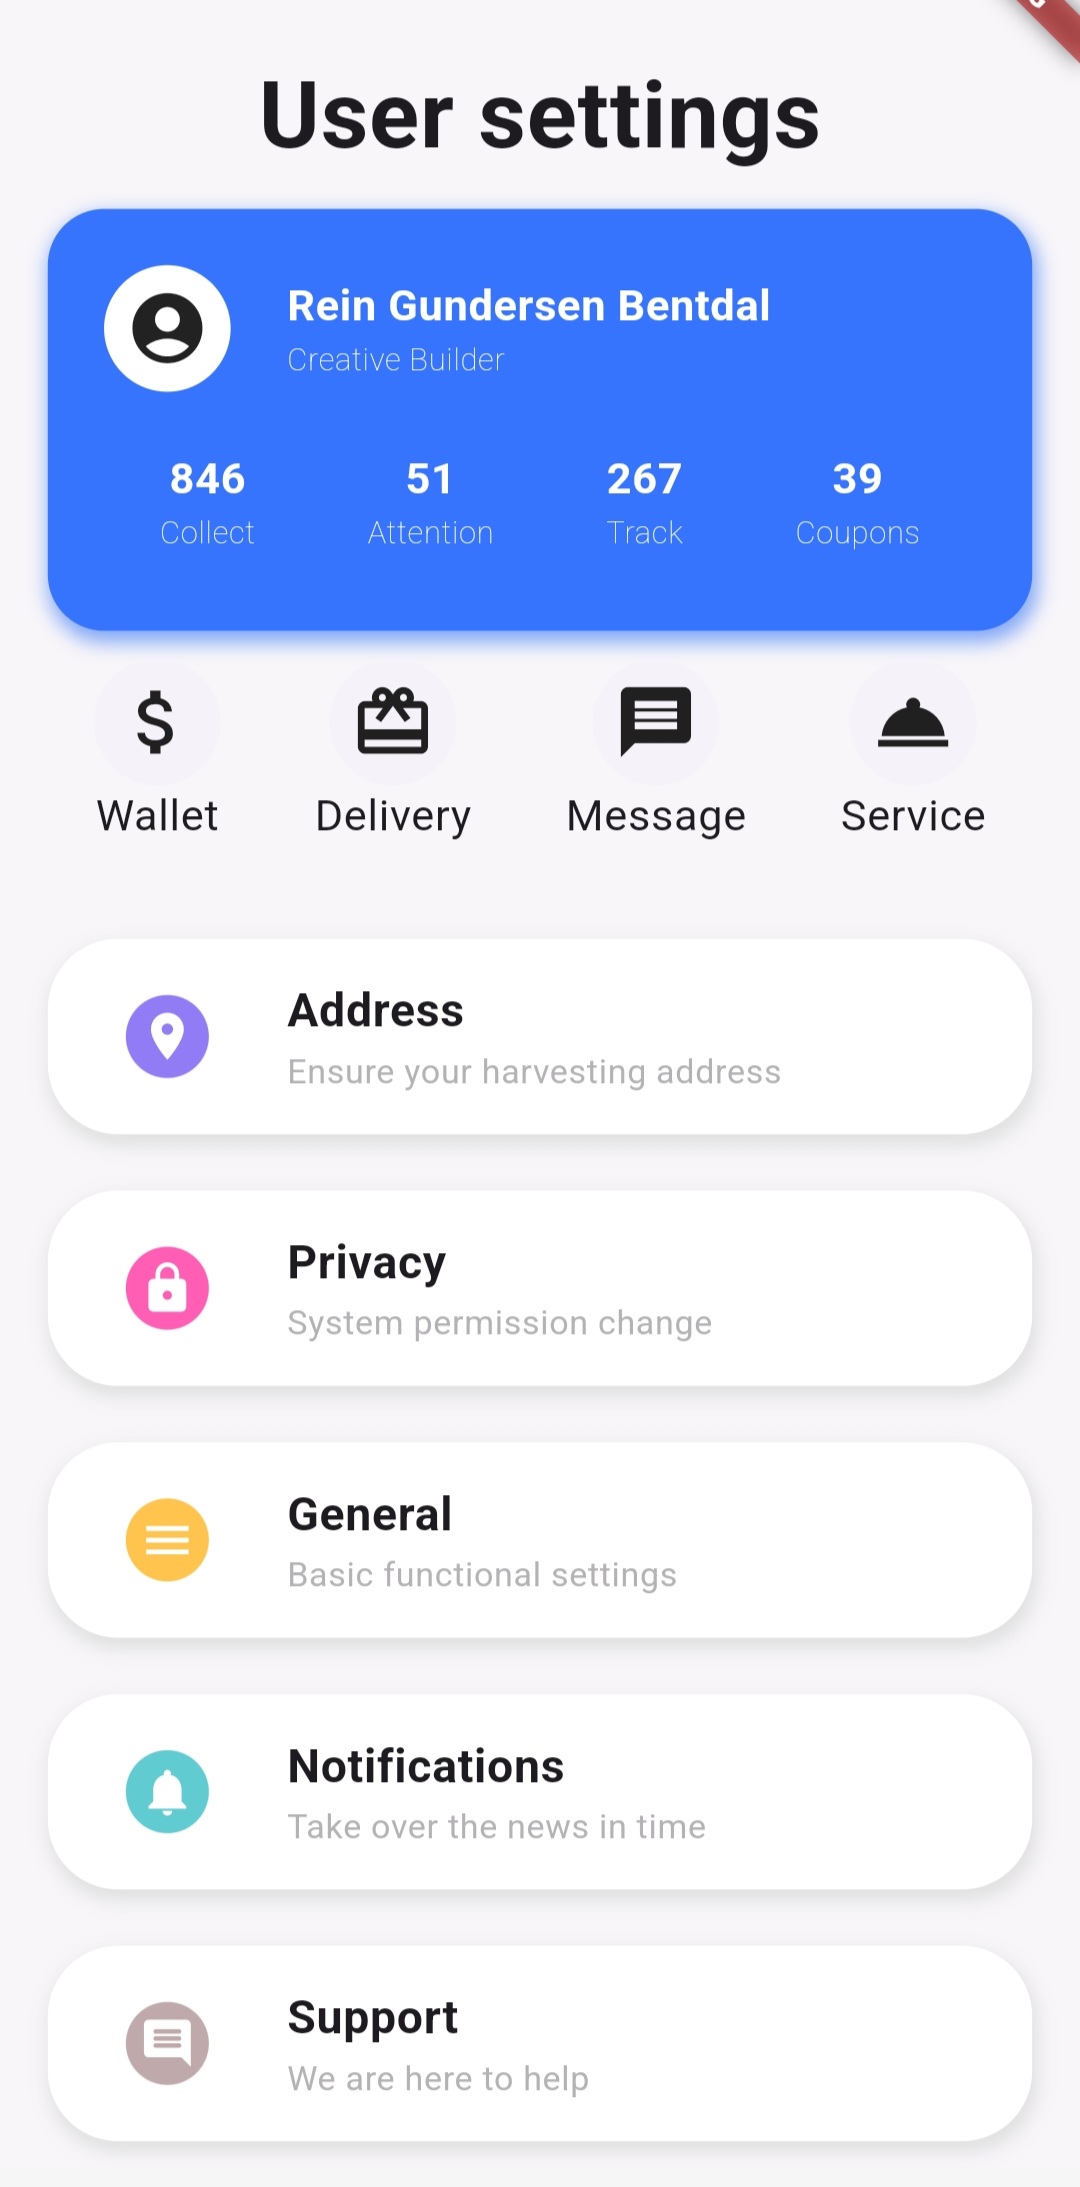 User settings
Rein Gundersen Bentdal
Creative Builder
846 51 267 39
Collect Attention Track Coupons
Wallet Delivery Message Service
Address
Ensure your harvesting address
Privacy
System permission change
General
Basic functional settings
Notifications
Take over the news in time
Support
We are here to help